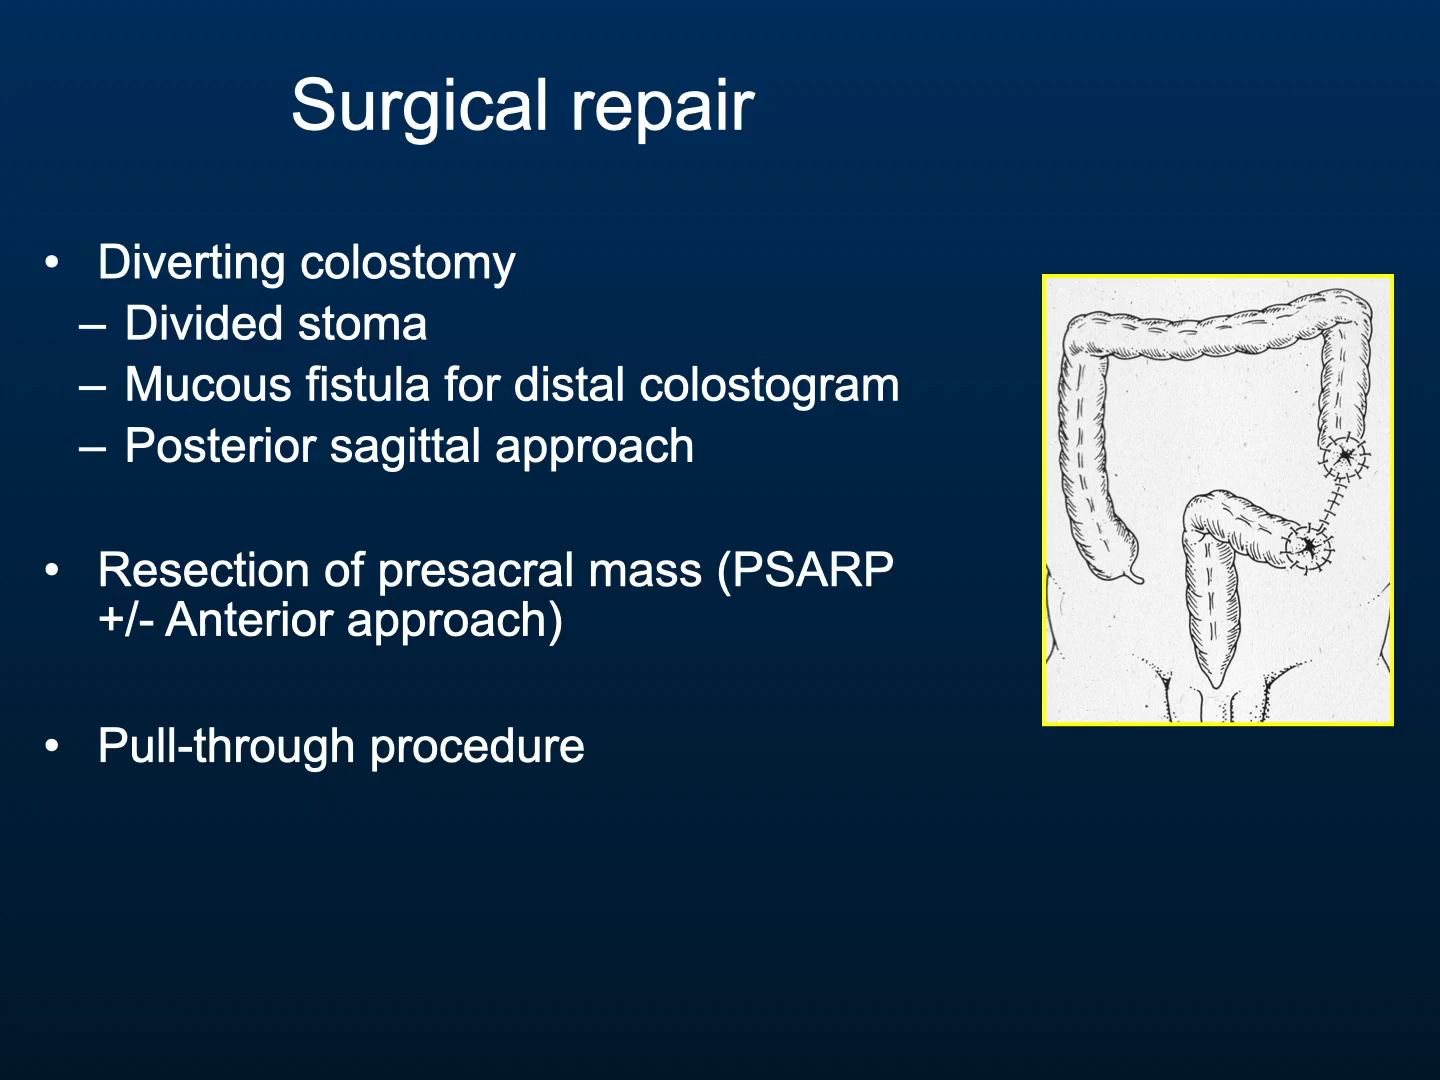 Surgical repair
• Diverting colostomy
– Divided stoma
– Mucous fistula for distal colostogram
– Posterior sagittal approach
• Resection of presacral mass (PSARP
+/- Anterior approach)
• Pull-through procedure